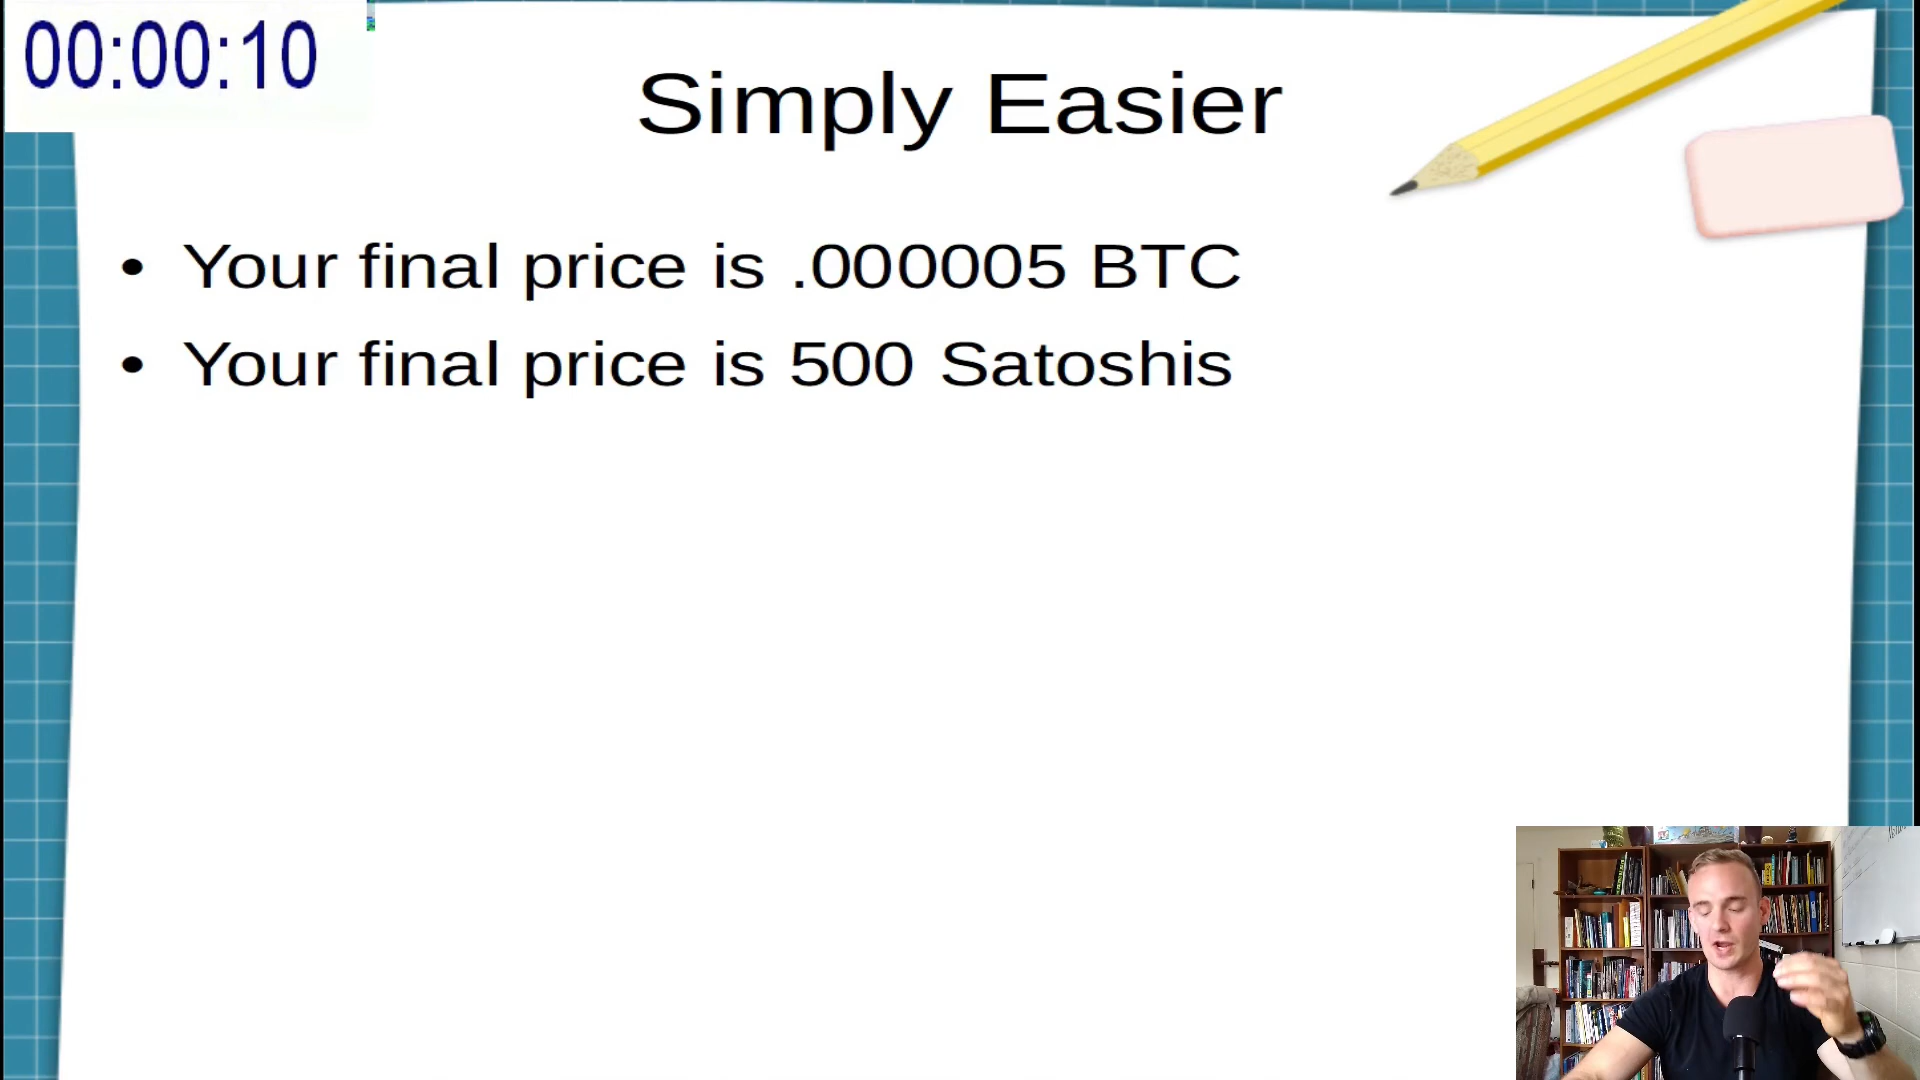 00:00:10
Simply Easier
• Your final price is .000005 BTC
• Your final price is 500 Satoshis